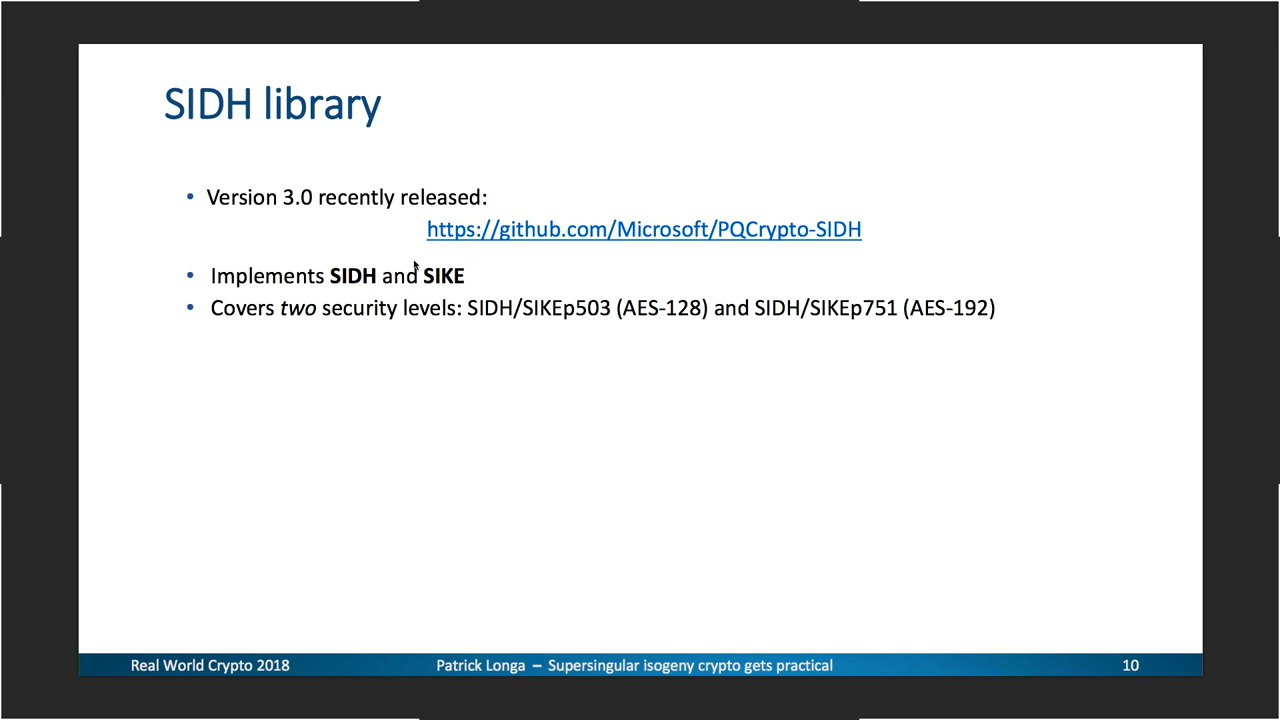 SIDH library
• Version 3.0 recently released:
https://github.com/Microsoft/PQCrypto-SIDH
• Implements SIDH and SIKE
• Covers two security levels: SIDH/SIKEp503 (AES-128) and SIDH/SIKEp751 (AES-192)
Real World Crypto 2018 Patrick Longa – Supersingular isogeny crypto gets practical 10